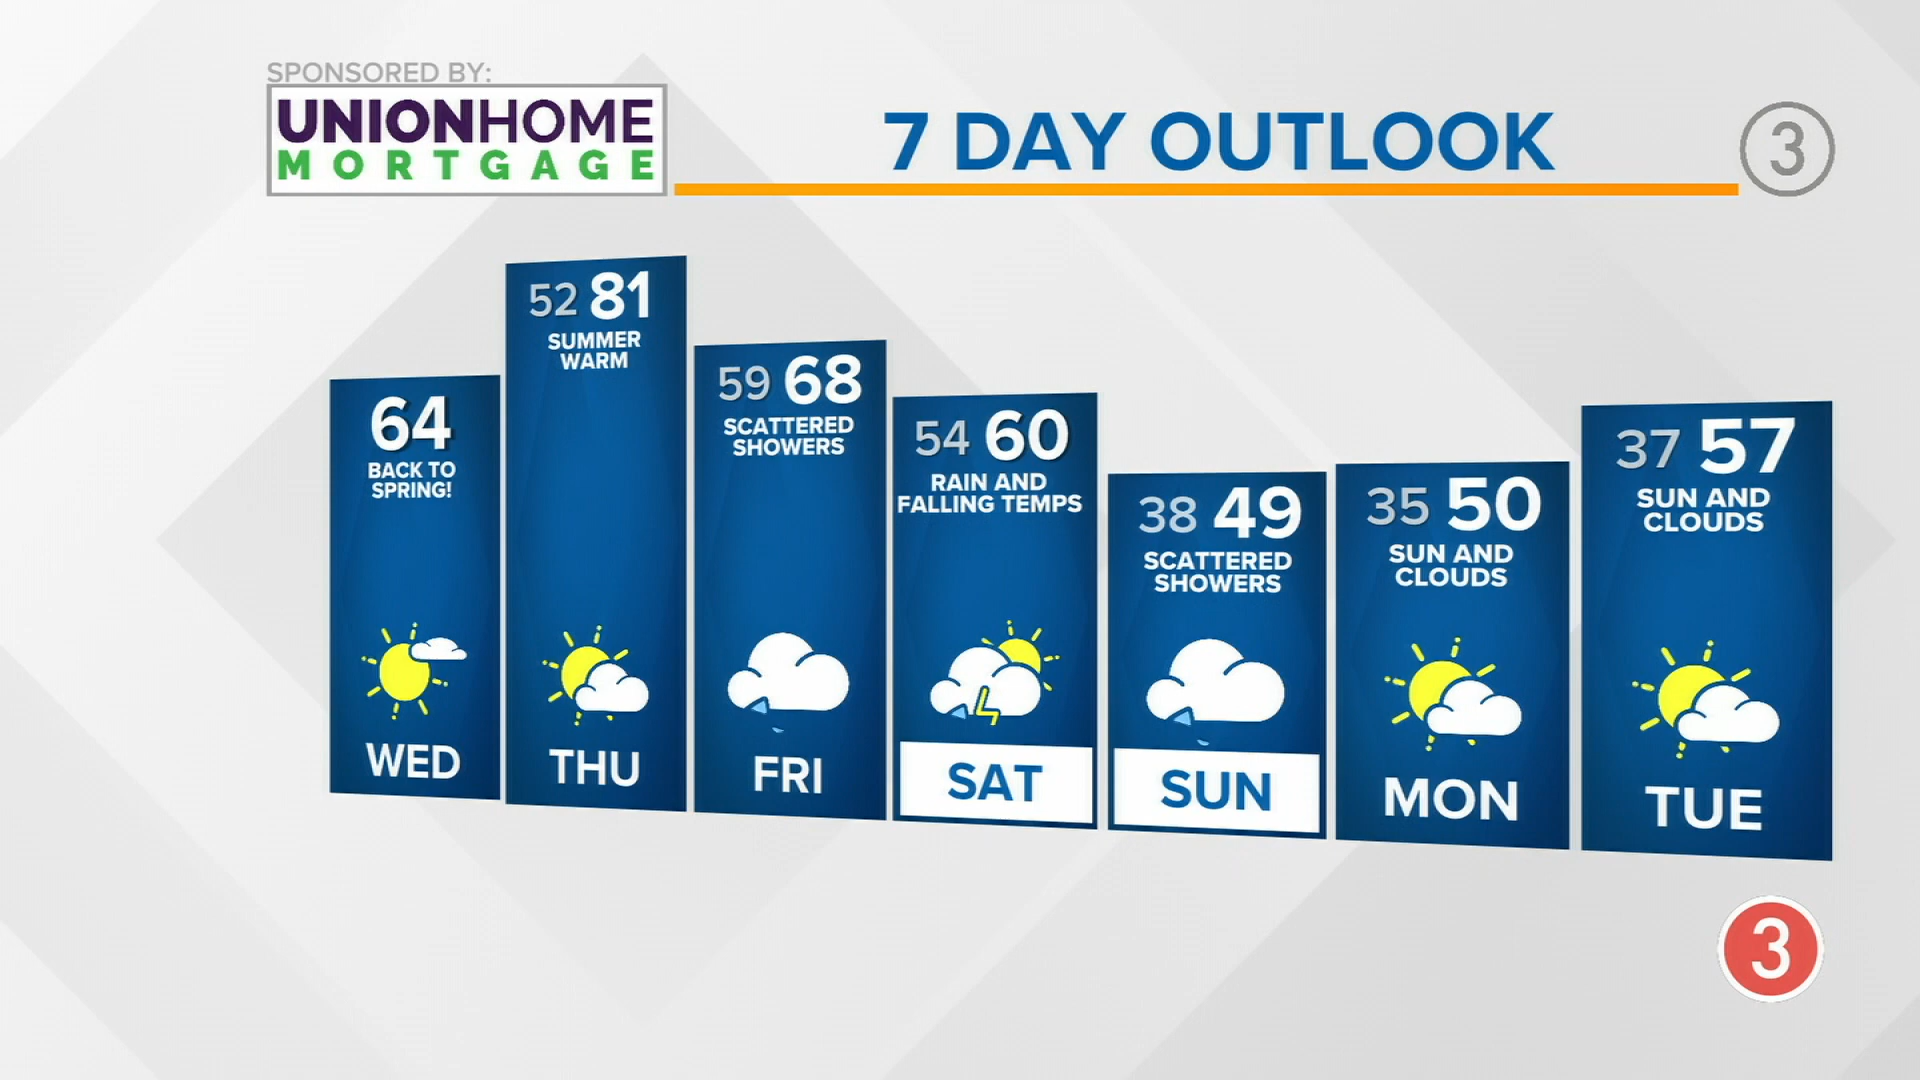 SPONSORED BY:
UNIONHOME
MORTGAGE
7 DAY OUTLOOK
3
64
BACK TO
SPRING!
WED
52 81
SUMMER
WARM
THU
59 68
SCATTERED
SHOWERS
FRI
54 60
RAIN AND
FALLING TEMPS
SAT
38 49
SCATTERED
SHOWERS
SUN
35 50
SUN AND
CLOUDS
MON
37 57
SUN AND
CLOUDS
TUE
3